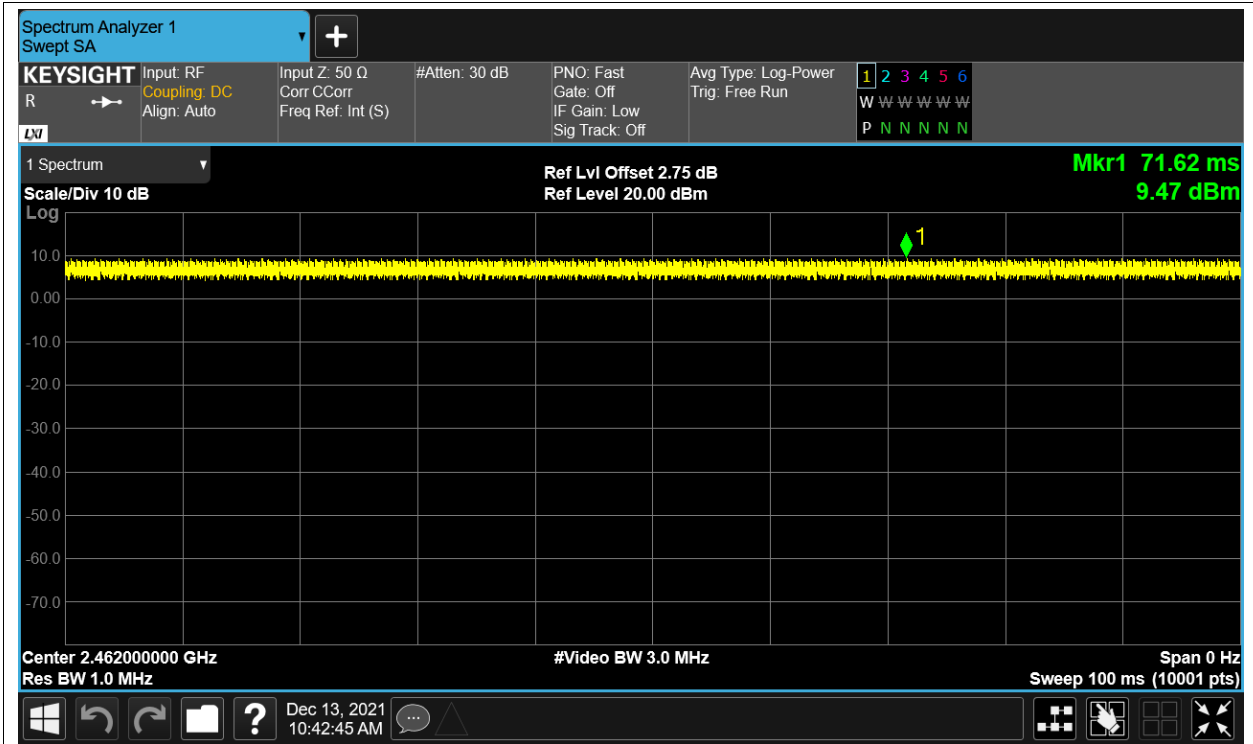 Spectrum Analyzer 1
Swept SA
KEYSIGHT
R
LXI
Input: RF
Coupling: DC
Align: Auto
Input Z: 50 Ω
Corr CCorr
Freq Ref: Int (S)
#Atten: 30 dB
PNO: Fast
Gate: Off
IF Gain: Low
Sig Track: Off
Avg Type: Log-Power
Trig: Free Run
1 2 3 4 5 6
W W W W W W
P N N N N N
1 Spectrum
Scale/Div 10 dB
Ref Lvl Offset 2.75 dB
Ref Level 20.00 dBm
Mkr1 71.62 ms
9.47 dBm
Log
1
10.0
0.00
-10.0
-20.0
-30.0
-40.0
-50.0
-60.0
-70.0
Center 2.462000000 GHz
#Video BW 3.0 MHz
Span 0 Hz
Res BW 1.0 MHz
Sweep 100 ms (10001 pts)
?
Dec 13, 2021
10:42:45 AM